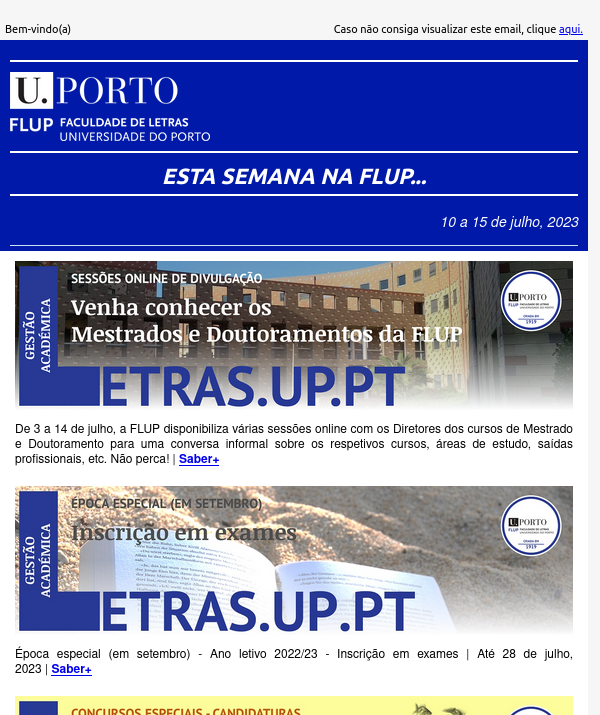 Bem-vindo(a)
Caso não consiga visualizar este email, clique aqui.
U. PORTO
FLUP FACULDADE DE LETRAS
UNIVERSIDADE DO PORTO
ESTA SEMANA NA FLUP...
10 a 15 de julho, 2023
GESTÃO
ACADÉMICA
SESSÕES ONLINE DE DIVULGAÇÃO
Venha conhecer os
Mestrados e Doutoramentos da FLUP
U.PORTO
1919
LETRAS.UP.PT
De 3 a 14 de julho, a FLUP disponibiliza várias sessões online com os Diretores dos cursos de Mestrado
e Doutoramento para uma conversa informal sobre os respetivos cursos, áreas de estudo, saídas
profissionais, etc. Não perca! | Saber+
GESTÃO
ACADÉMICA
ÉPOCA ESPECIAL (EM SETEMBRO)
Inscrição em exames
U.PORTO
1919
LETRAS.UP.PT
Época especial (em setembro) - Ano letivo 2022/23 - Inscrição em exames | Até 28 de julho,
2023 | Saber+
CONCURSOS ESPECIAIS - CANDIDATURAS